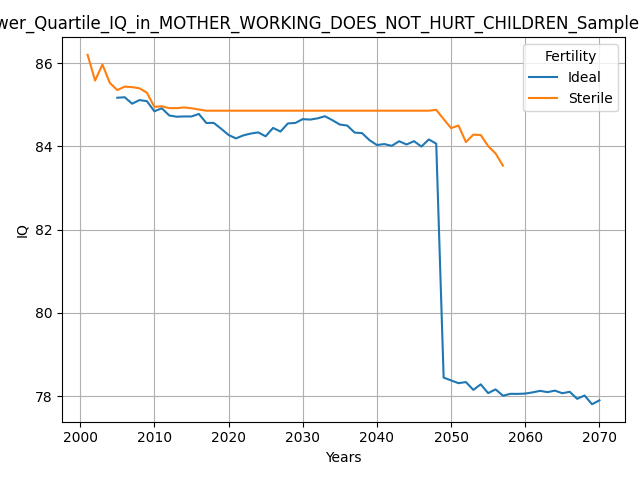 wer_Quartile_IQ_in_MOTHER_WORKING_DOES_NOT_HURT_CHILDREN_Sample
Fertility
Ideal
Sterile
86
84
82
80
78
IQ
2000 2010 2020 2030 2040 2050 2060 2070
Years